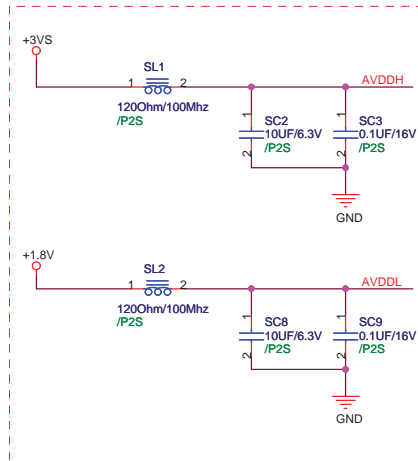 +3VS
SL1
1 2
AVDDH
120Ohm/100Mhz
/P2S
1 1
SC2 SC3
10UF/6.3V 0.1UF/16V
/P2S /P2S
2 2
GND
+1.8V
SL2
1 2
AVDDL
120Ohm/100Mhz
/P2S
1 1
SC8 SC9
10UF/6.3V 0.1UF/16V
/P2S /P2S
2 2
GND